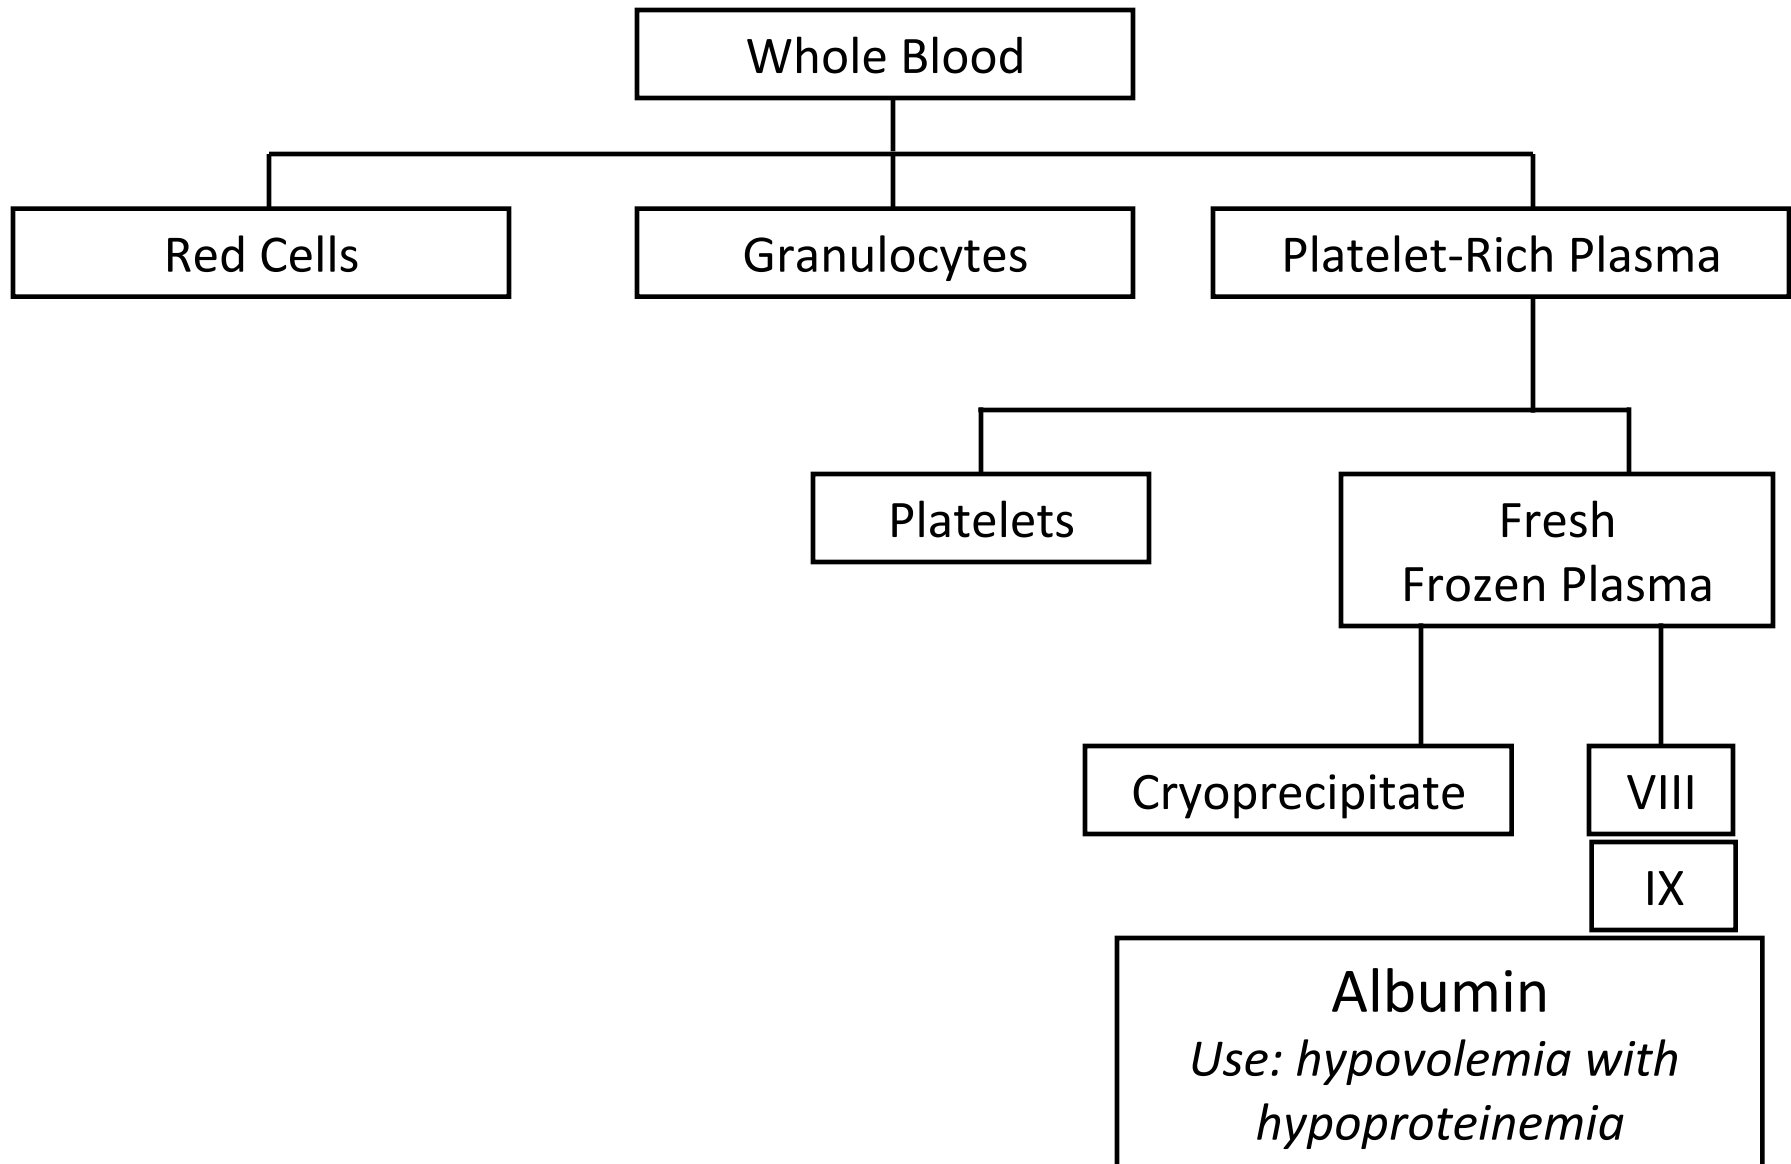 Whole Blood
Red Cells
Granulocytes
Platelet-Rich Plasma
Platelets
Fresh
Frozen Plasma
Cryoprecipitate
VIII
IX
Albumin
Use: hypovolemia with
hypoproteinemia